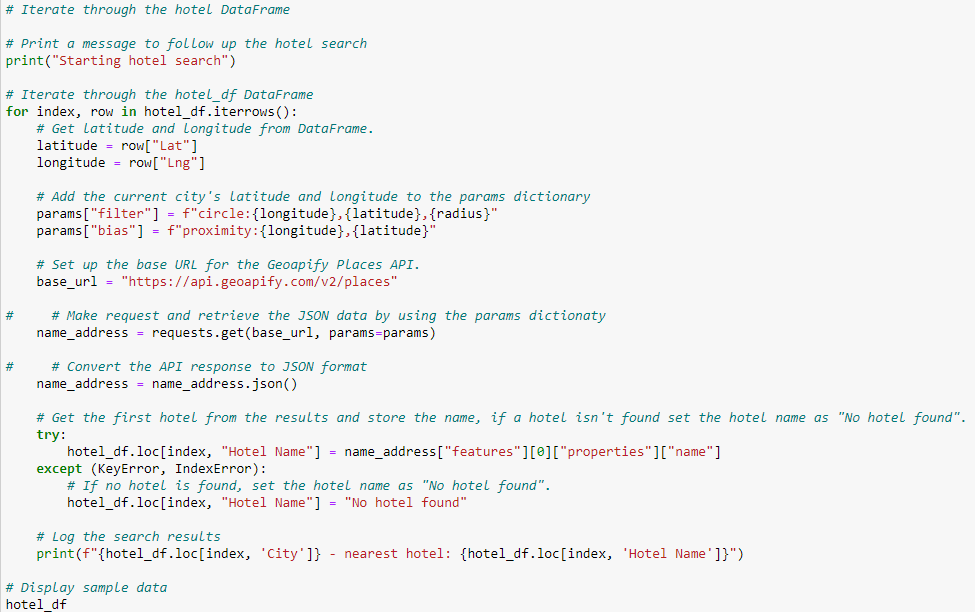 # Iterate through the hotel DataFrame
# Print a message to follow up the hotel search
print("Starting hotel search")
# Iterate through the hotel_df DataFrame
for index, row in hotel_df.iterrows():
    # Get latitude and longitude from DataFrame.
    latitude = row["Lat"]
    longitude = row["Lng"]
    # Add the current city's latitude and longitude to the params dictionary
    params["filter"] = f"circle:{longitude},{latitude},{radius}"
    params["bias"] = f"proximity:{longitude},{latitude}"
    # Set up the base URL for the Geoapify Places API.
    base_url = "https://api.geoapify.com/v2/places"
#     # Make request and retrieve the JSON data by using the params dictionaty
    name_address = requests.get(base_url, params=params)
#     # Convert the API response to JSON format
    name_address = name_address.json()
    # Get the first hotel from the results and store the name, if a hotel isn't found set the hotel name as "No hotel found".
    try:
        hotel_df.loc[index, "Hotel Name"] = name_address["features"][0]["properties"]["name"]
    except (KeyError, IndexError):
        # If no hotel is found, set the hotel name as "No hotel found".
        hotel_df.loc[index, "Hotel Name"] = "No hotel found"
    # Log the search results
    print(f"{hotel_df.loc[index, 'City']} - nearest hotel: {hotel_df.loc[index, 'Hotel Name']}")
# Display sample data
hotel_df